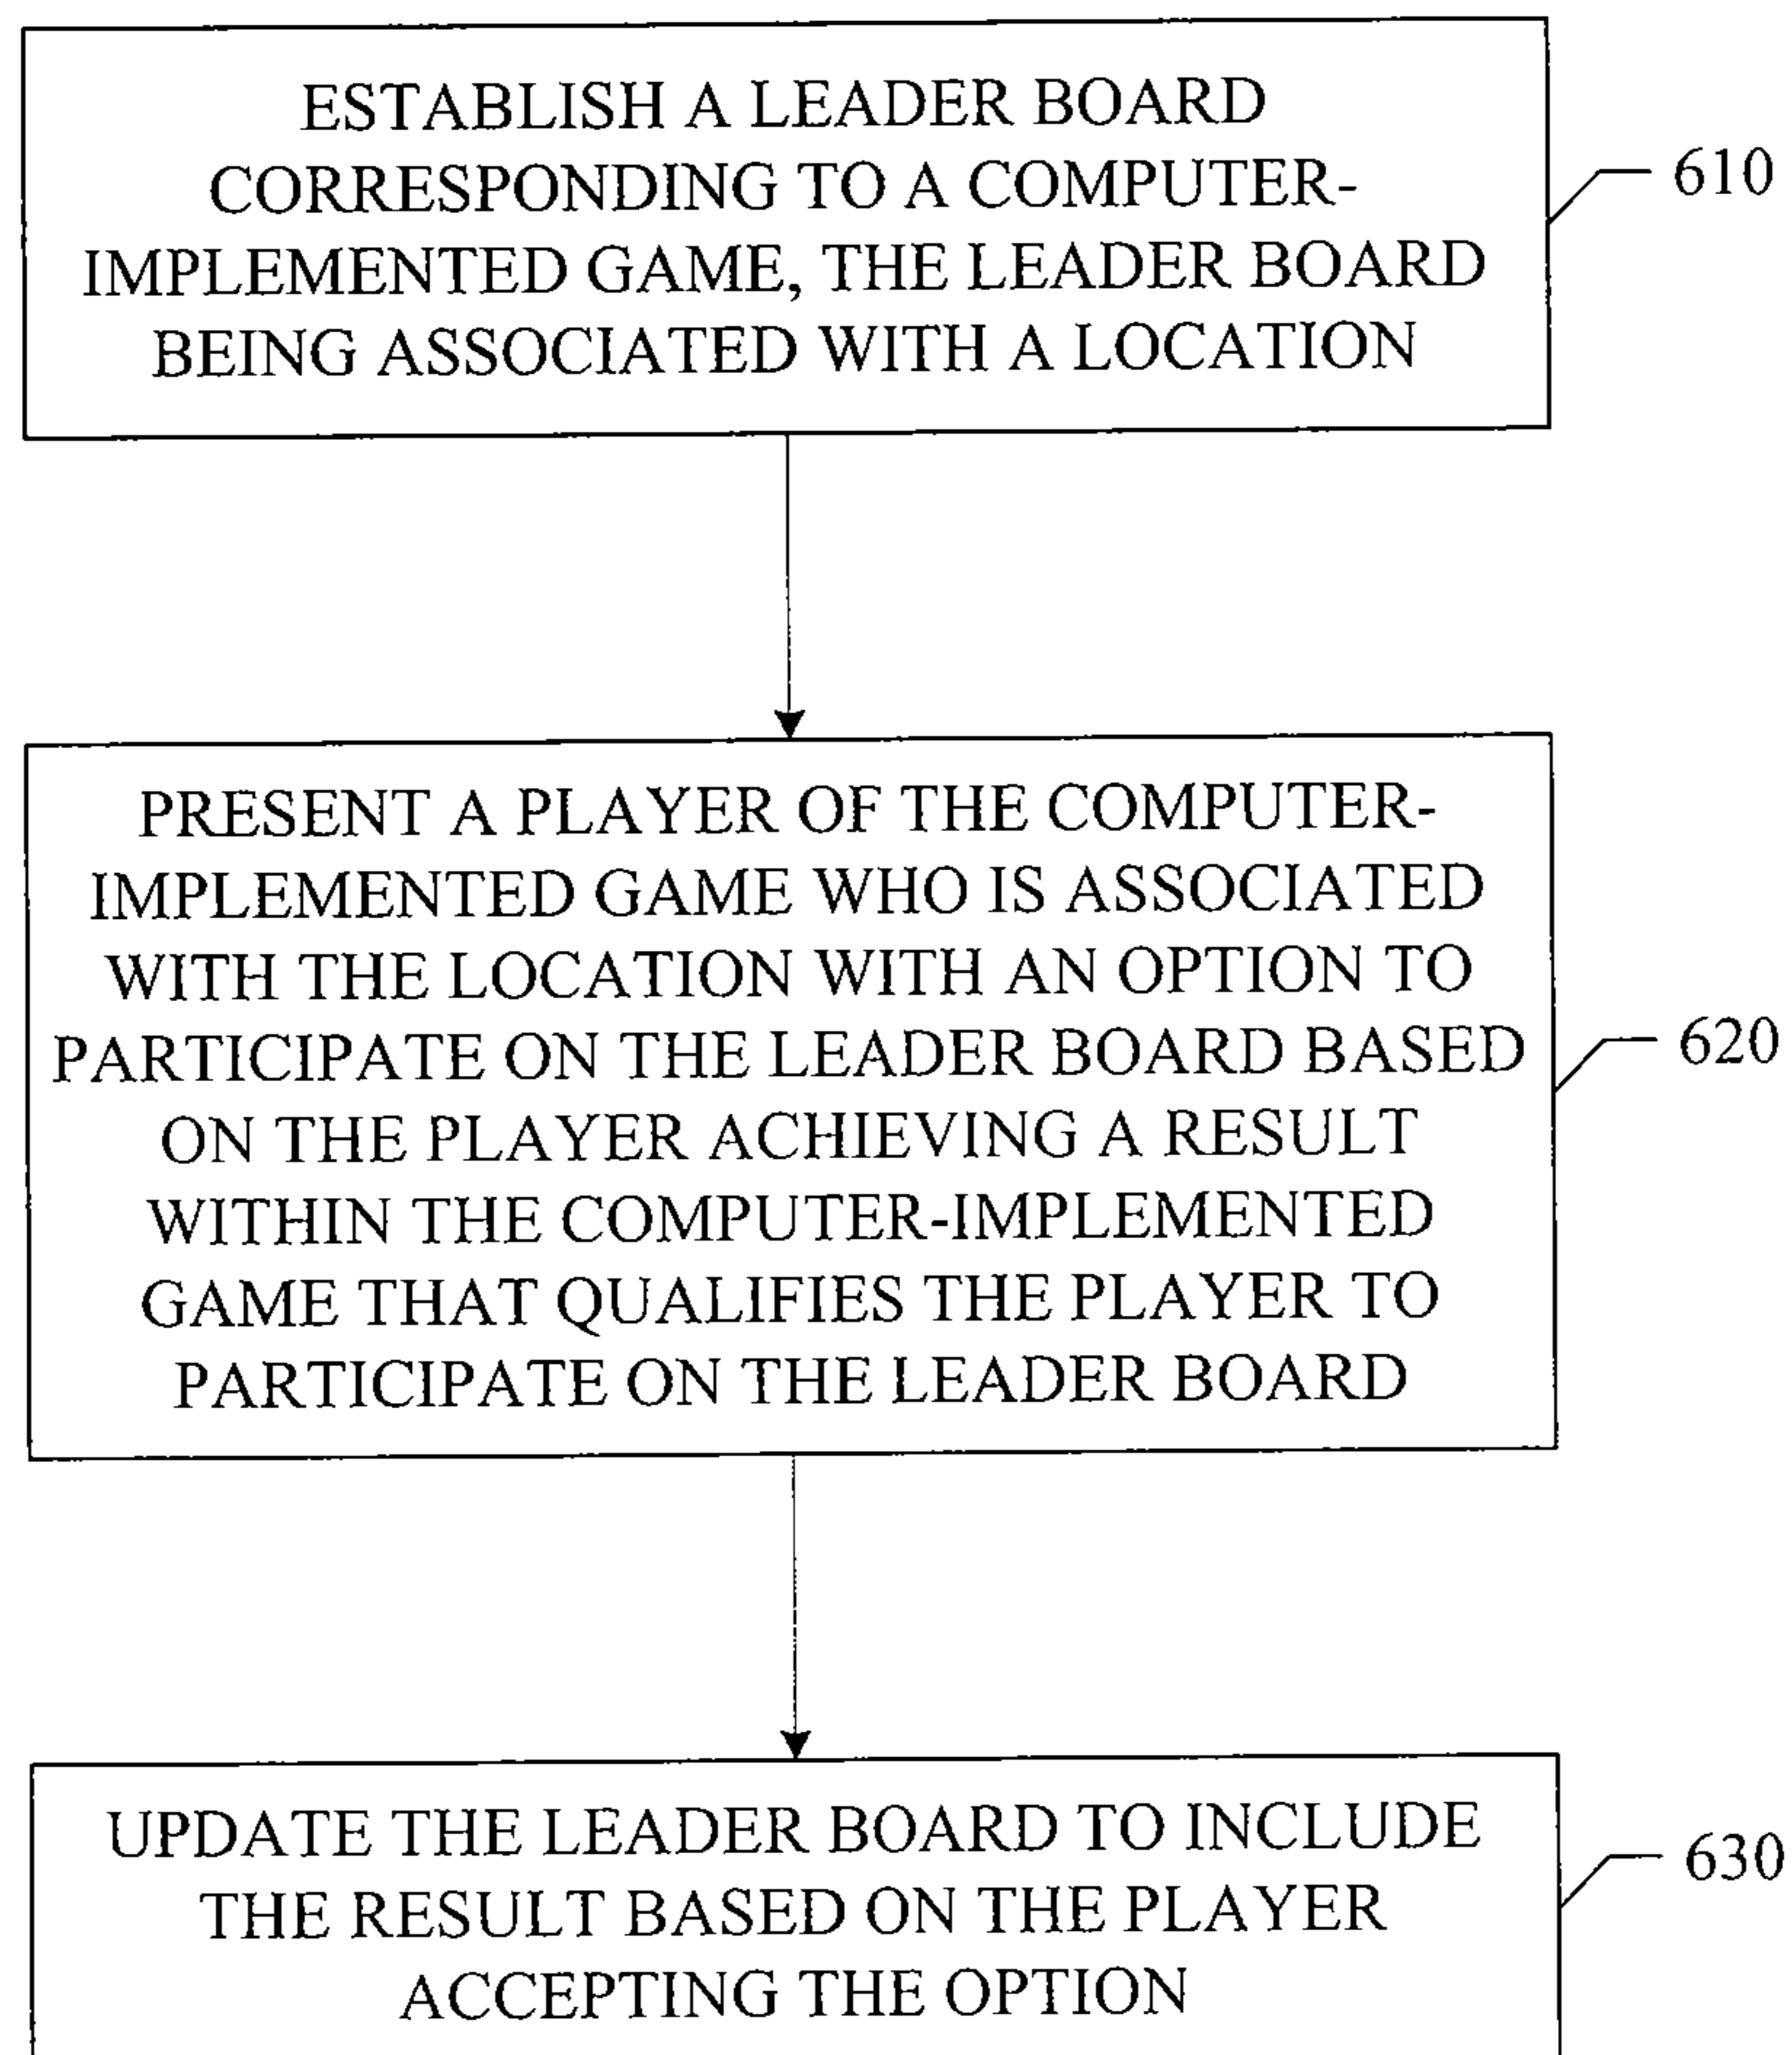 ESTABLISH A LEADER BOARD
CORRESPONDING TO A COMPUTER-
IMPLEMENTED GAME, THE LEADER BOARD
BEING ASSOCIATED WITH A LOCATION
610
PRESENT A PLAYER OF THE COMPUTER-
IMPLEMENTED GAME WHO IS ASSOCIATED
WITH THE LOCATION WITH AN OPTION TO
PARTICIPATE ON THE LEADER BOARD BASED
ON THE PLAYER ACHIEVING A RESULT
WITHIN THE COMPUTER-IMPLEMENTED
GAME THAT QUALIFIES THE PLAYER TO
PARTICIPATE ON THE LEADER BOARD
620
UPDATE THE LEADER BOARD TO INCLUDE
THE RESULT BASED ON THE PLAYER
ACCEPTING THE OPTION
630